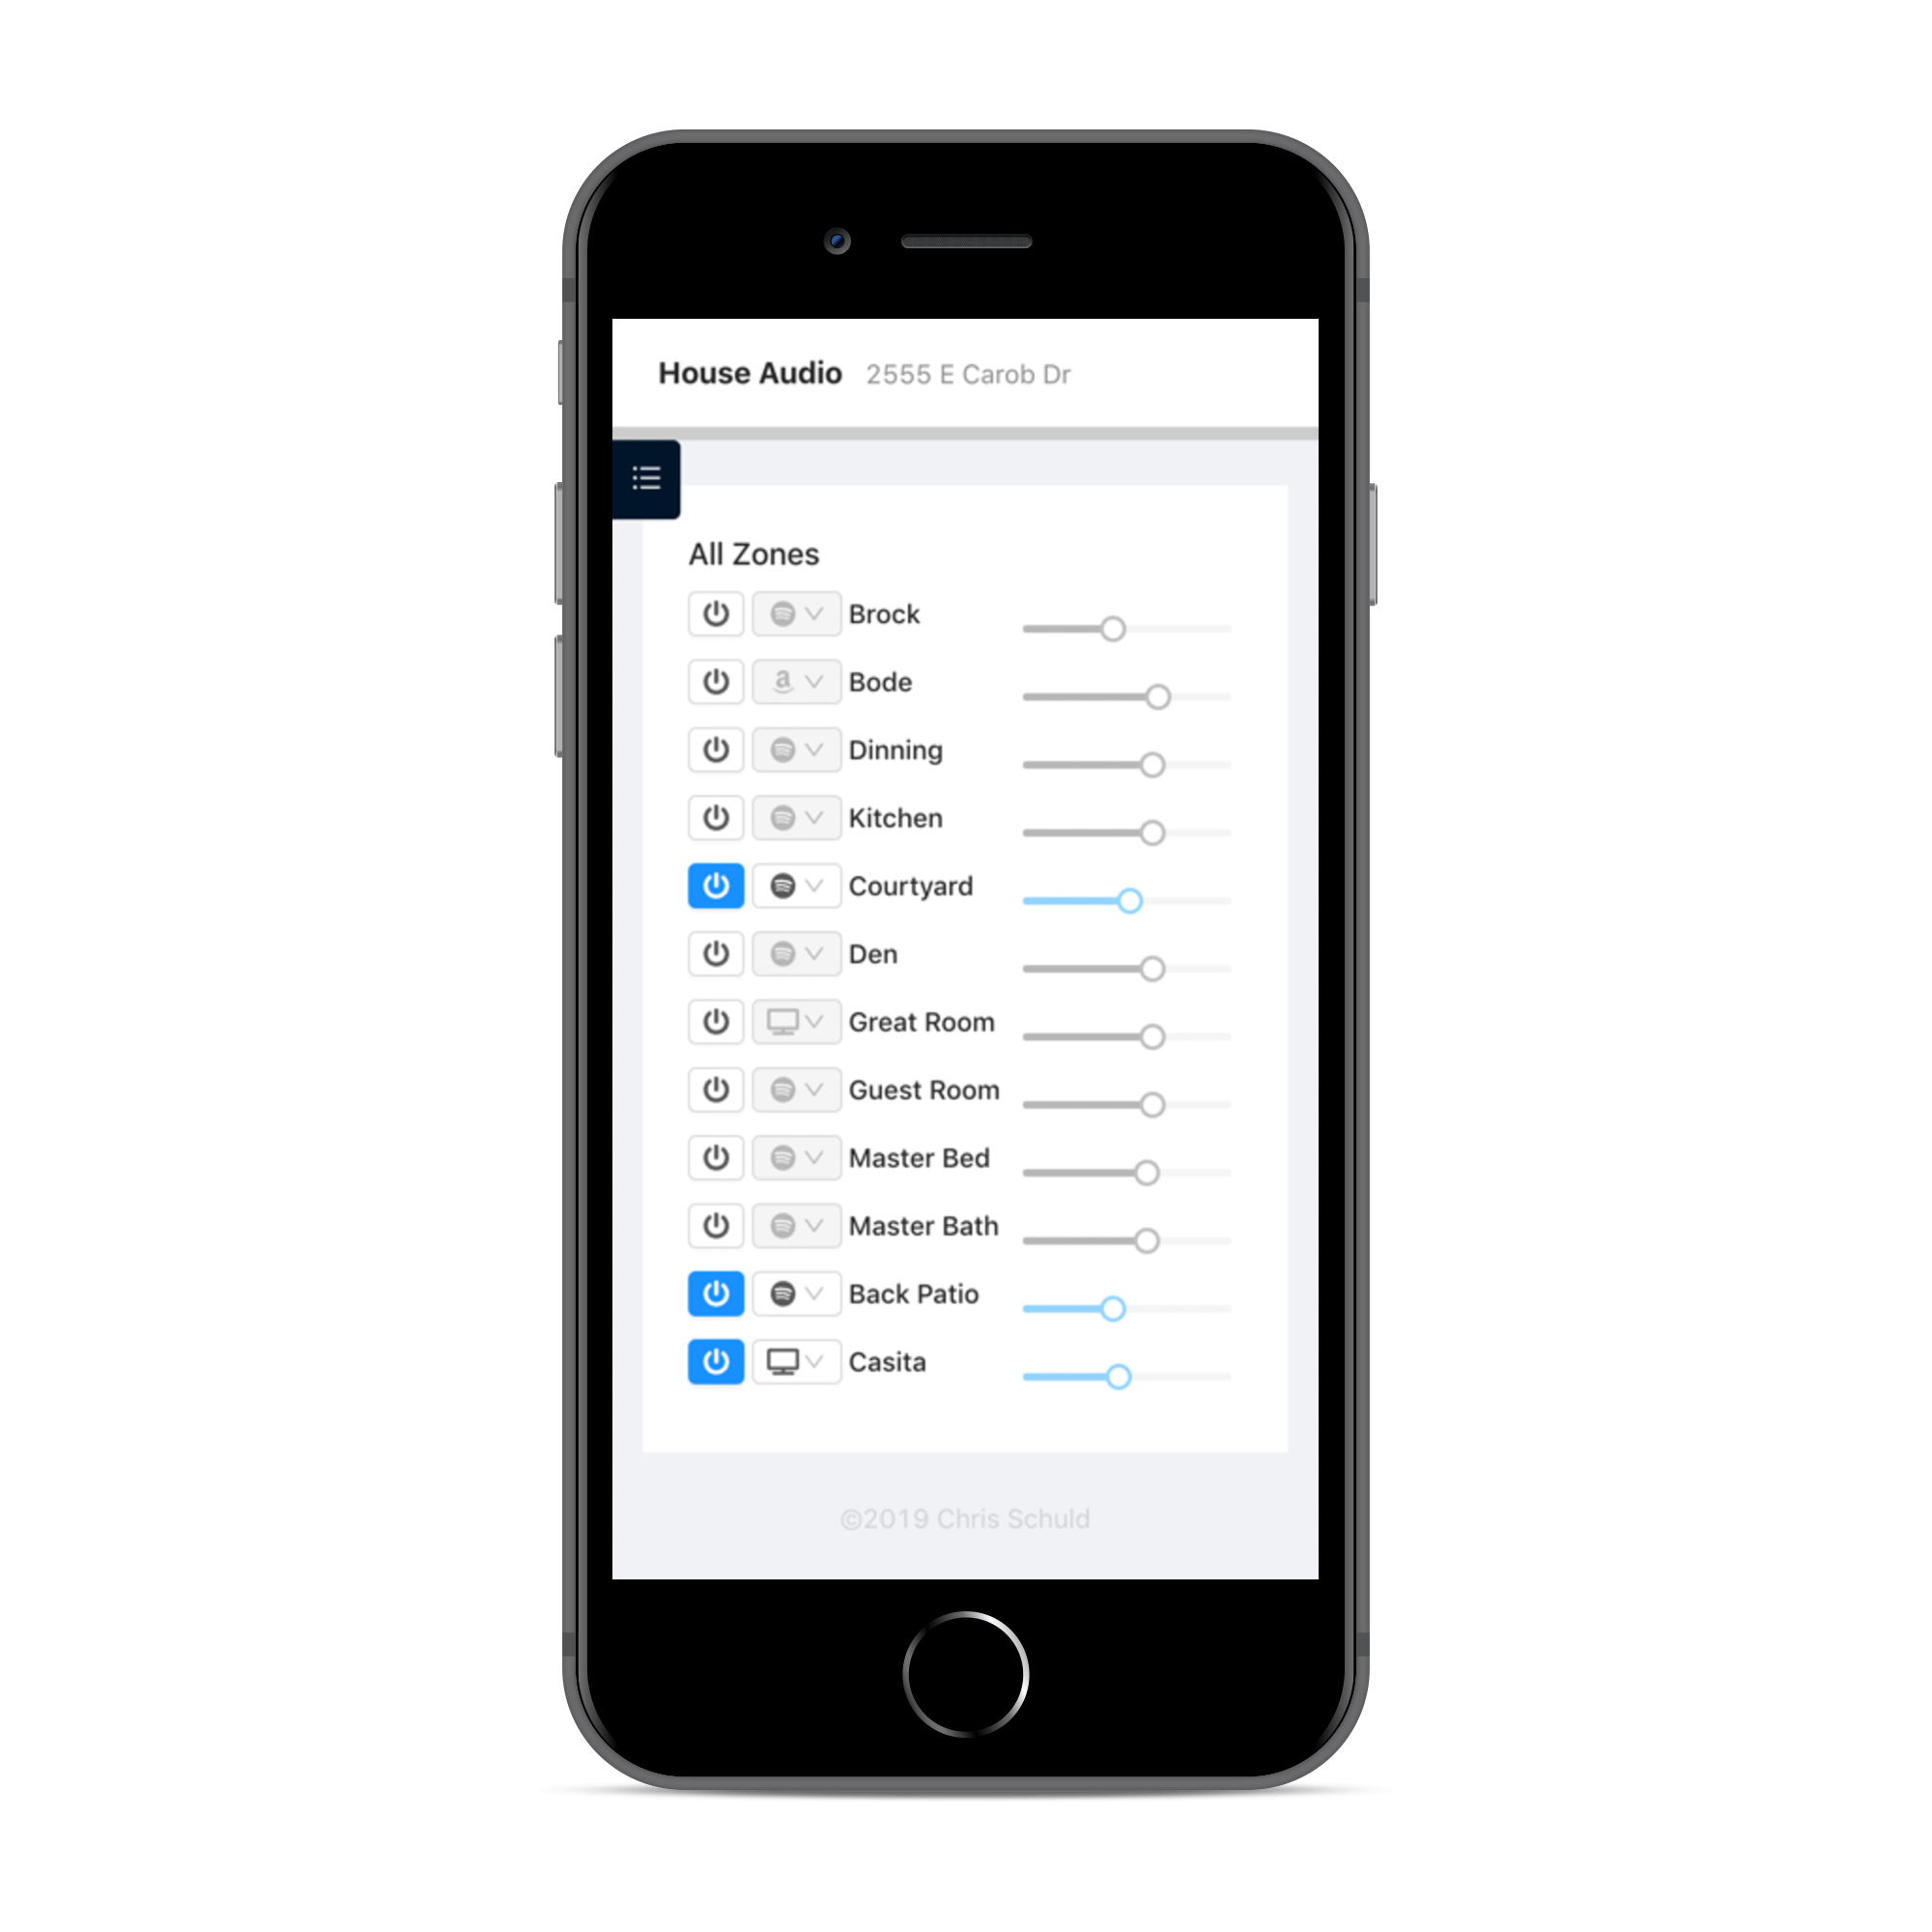 House Audio 2555 E Carob Dr
All Zones
Brock
Bode
Dinning
Kitchen
Courtyard
Den
Great Room
Guest Room
Master Bed
Master Bath
Back Patio
Casita
©2019 Chris Schuld